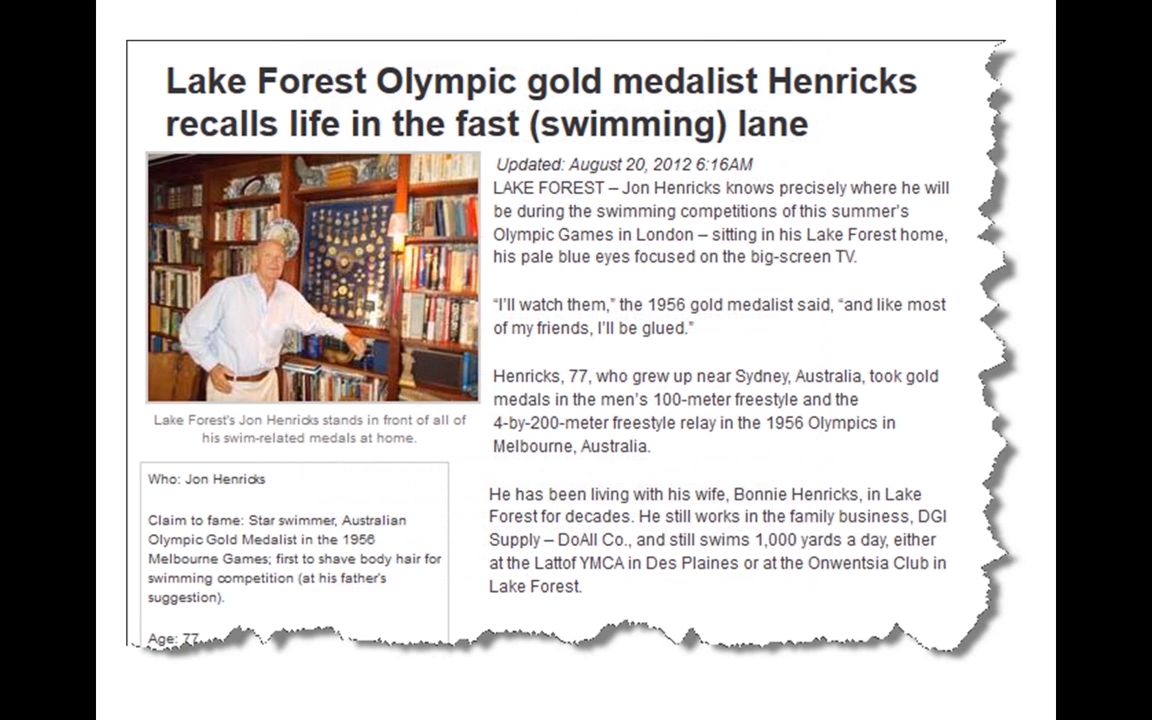 Lake Forest Olympic gold medalist Henricks
recalls life in the fast (swimming) lane
Updated: August 20, 2012 6:16AM
LAKE FOREST – Jon Henricks knows precisely where he will
be during the swimming competitions of this summer's
Olympic Games in London – sitting in his Lake Forest home,
his pale blue eyes focused on the big-screen TV.
“I'll watch them,” the 1956 gold medalist said, “and like most
of my friends, I'll be glued.”
Henricks, 77, who grew up near Sydney, Australia, took gold
medals in the men's 100-meter freestyle and the
4-by-200-meter freestyle relay in the 1956 Olympics in
Melbourne, Australia.
He has been living with his wife, Bonnie Henricks, in Lake
Forest for decades. He still works in the family business, DGI
Supply – DoAll Co., and still swims 1,000 yards a day, either
at the Lattof YMCA in Des Plaines or at the Onwentsia Club in
Lake Forest.
Lake Forest's Jon Henricks stands in front of all of
his swim-related medals at home.
Who: Jon Henricks
Claim to fame: Star swimmer, Australian
Olympic Gold Medalist in the 1956
Melbourne Games; first to shave body hair for
swimming competition (at his father's
suggestion).
Age: 77